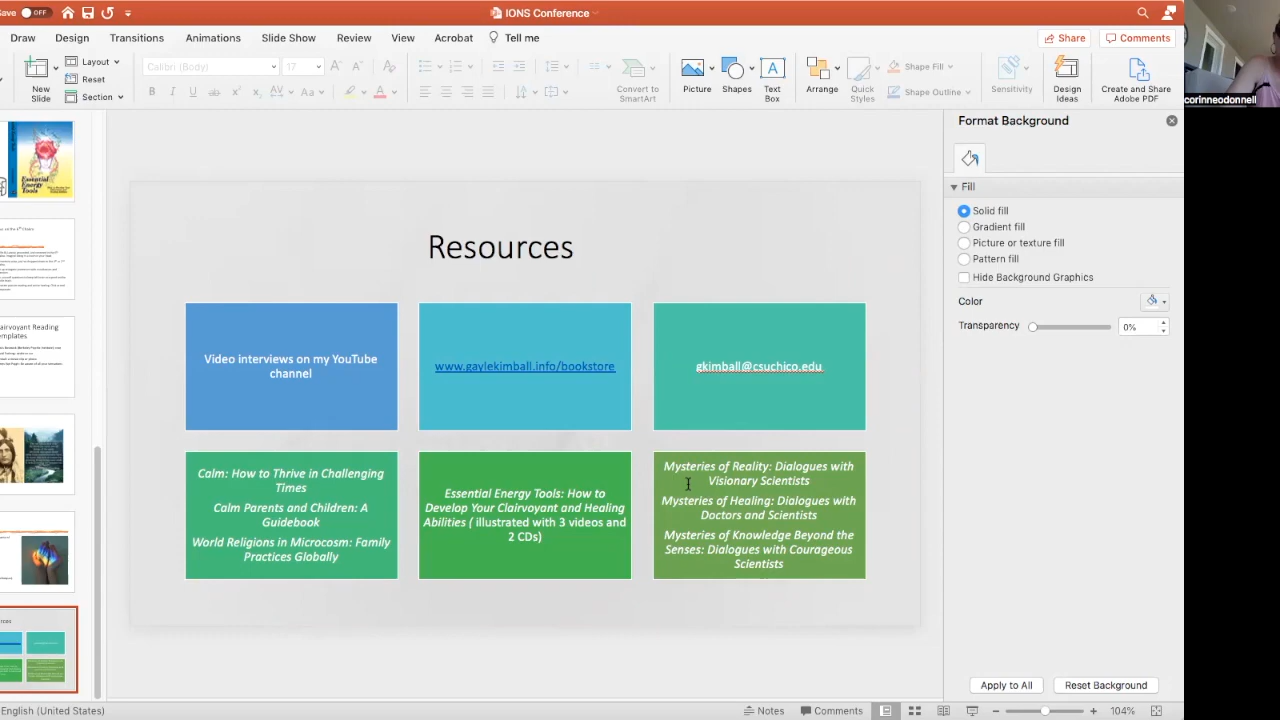 Save OFF
IONS Conference
Draw Design Transitions Animations Slide Show Review View Acrobat Tell me
Share Comments
New Slide
Layout
Reset
Section
Calibri (Body) 17
Convert to SmartArt
Picture
Shapes
Text Box
Arrange
Quick Styles
Shape Fill
Shape Outline
Sensitivity
Design Ideas
Create and Share Adobe PDF
corinneodonnell
Format Background
Fill
Solid fill
Gradient fill
Picture or texture fill
Pattern fill
Hide Background Graphics
Color
Transparency 0%
Apply to All Reset Background
Essential
Energy
Tools
Resources
Video interviews on my YouTube
channel
www.gaylekimball.info/bookstore
gkimball@csuchico.edu
Calm: How to Thrive in Challenging
Times
Calm Parents and Children: A
Guidebook
World Religions in Microcosm: Family
Practices Globally
Essential Energy Tools: How to
Develop Your Clairvoyant and Healing
Abilities ( illustrated with 3 videos and
2 CDs)
Mysteries of Reality: Dialogues with
Visionary Scientists
Mysteries of Healing: Dialogues with
Doctors and Scientists
Mysteries of Knowledge Beyond the
Senses: Dialogues with Courageous
Scientists
English (United States)
Notes Comments 104%